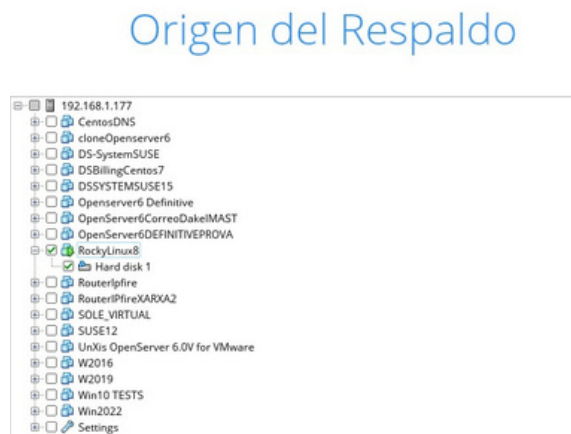 Origen del Respaldo
192.168.1.177
CentosDNS
cloneOpenserver6
DS-SystemSUSE
DSBillingCentos7
DSSYSTEMSUSE15
Openserver6 Definitive
OpenServer6CorreoDakelMAST
OpenServer6DEFINITIVEPROVA
RockyLinux8
Hard disk 1
RouterIpfire
RouterIPfireXARXA2
SOLE_VIRTUAL
SUSE12
UnXis OpenServer 6.0V for VMware
W2016
W2019
Win10 TESTS
Win2022
Settings